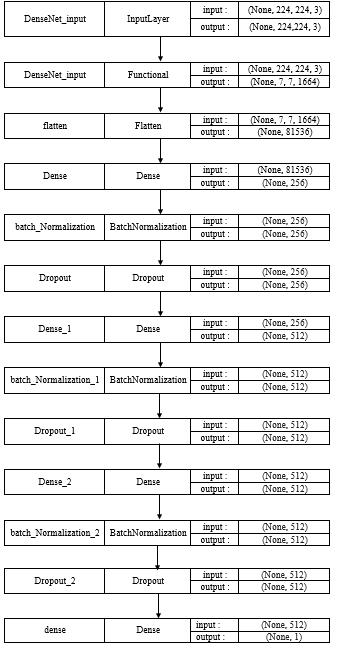 DenseNet_input InputLayer input : (None, 224, 224, 3)
output : (None, 224,224, 3)
DenseNet_input Functional input : (None, 224, 224, 3)
output : (None, 7, 7, 1664)
flatten Flatten input : (None, 7, 7, 1664)
output : (None, 81536)
Dense Dense input : (None, 81536)
output : (None, 256)
batch_Normalization BatchNormalization input : (None, 256)
output : (None, 256)
Dropout Dropout input : (None, 256)
output : (None, 256)
Dense_1 Dense input : (None, 256)
output : (None, 512)
batch_Normalization_1 BatchNormalization input : (None, 512)
output : (None, 512)
Dropout_1 Dropout input : (None, 512)
output : (None, 512)
Dense_2 Dense input : (None, 512)
output : (None, 512)
batch_Normalization_2 BatchNormalization input : (None, 512)
output : (None, 512)
Dropout_2 Dropout input : (None, 512)
output : (None, 512)
dense Dense input : (None, 512)
output : (None, 1)